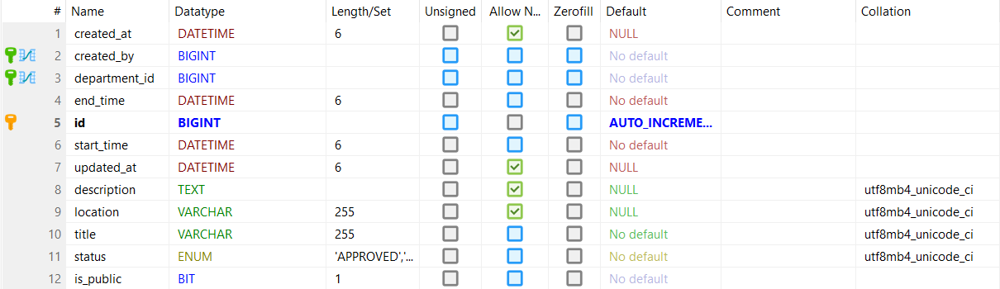 # Name Datatype Length/Set Unsigned Allow N... Zerofill Default Comment Collation
1 created_at DATETIME 6 NULL
2 created_by BIGINT No default
3 department_id BIGINT No default
4 end_time DATETIME 6 No default
5 id BIGINT AUTO_INCREME...
6 start_time DATETIME 6 No default
7 updated_at DATETIME 6 NULL
8 description TEXT NULL utf8mb4_unicode_ci
9 location VARCHAR 255 NULL utf8mb4_unicode_ci
10 title VARCHAR 255 No default utf8mb4_unicode_ci
11 status ENUM 'APPROVED','... No default utf8mb4_unicode_ci
12 is_public BIT 1 No default